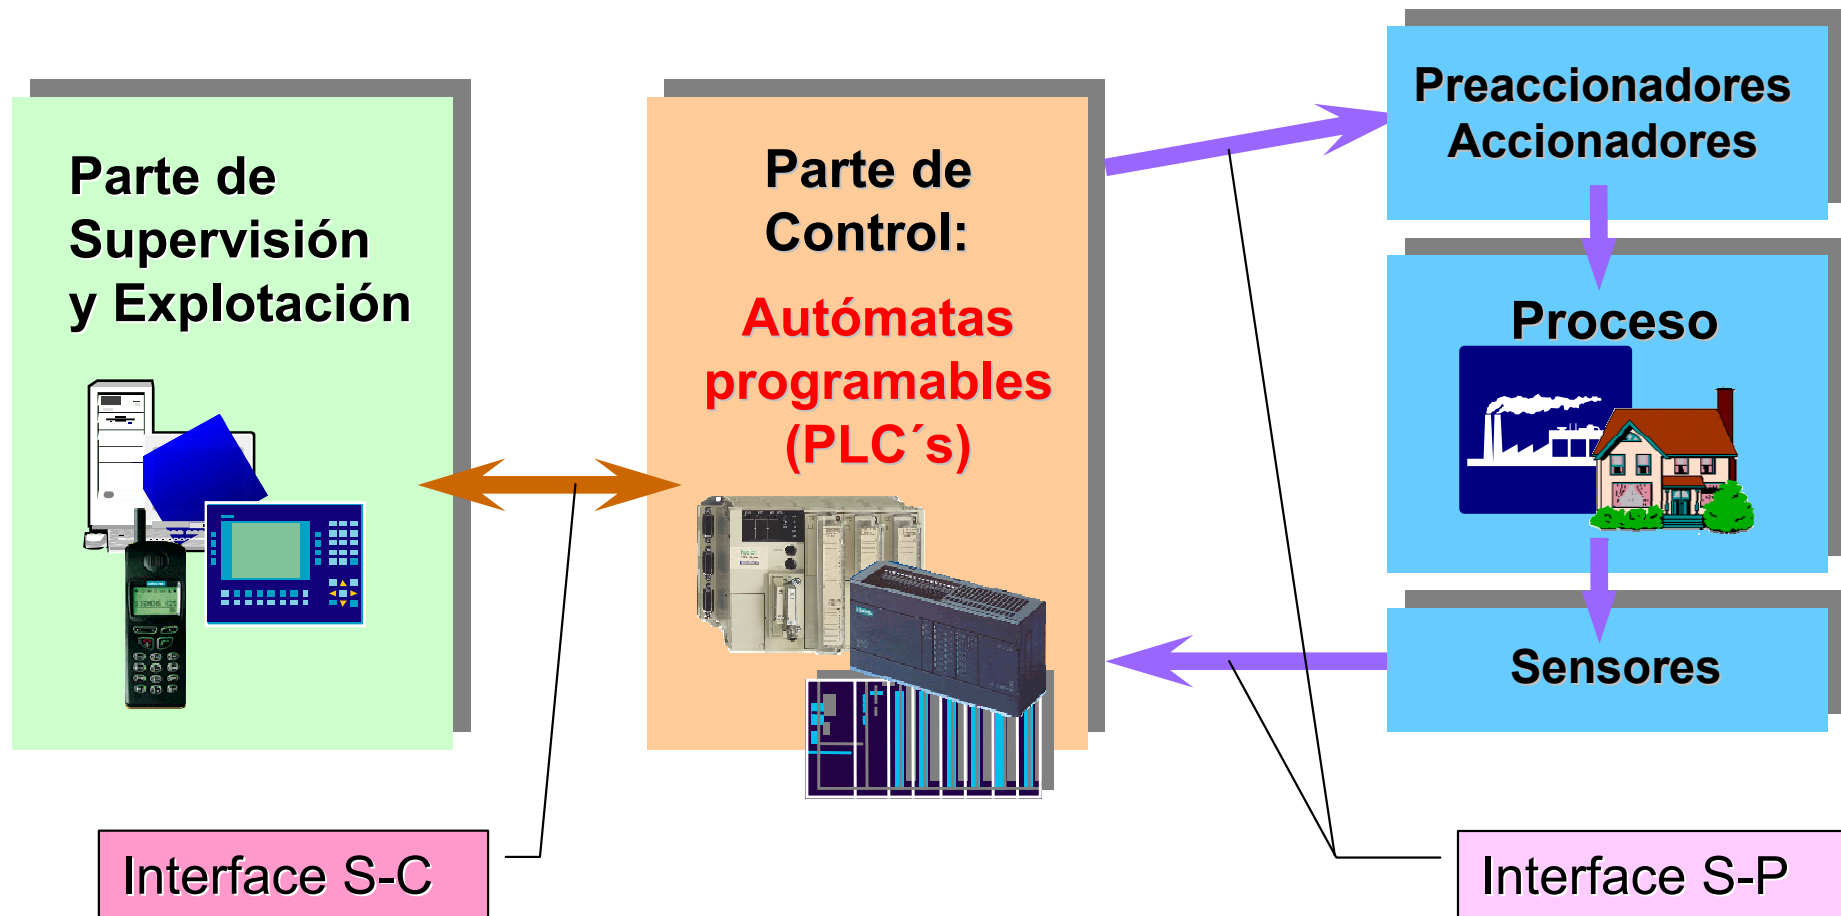 Parte de
Supervisión
y Explotación
Parte de
Control:
Autómatas
programables
(PLC´s)
Preaccionadores
Accionadores
Proceso
Sensores
Interface S-C
Interface S-P